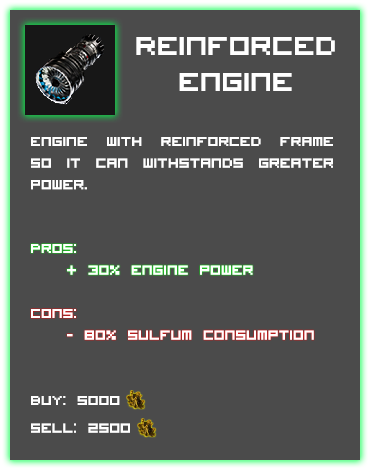 REINFORCED
ENGINE
ENGINE WITH REINFORCED FRAME
SO IT CAN WITHSTANDS GREATER
POWER.
PROS:
+ 30% ENGINE POWER
CONS:
- 80% SULFUM CONSUMPTION
BUY: 5000
SELL: 2500